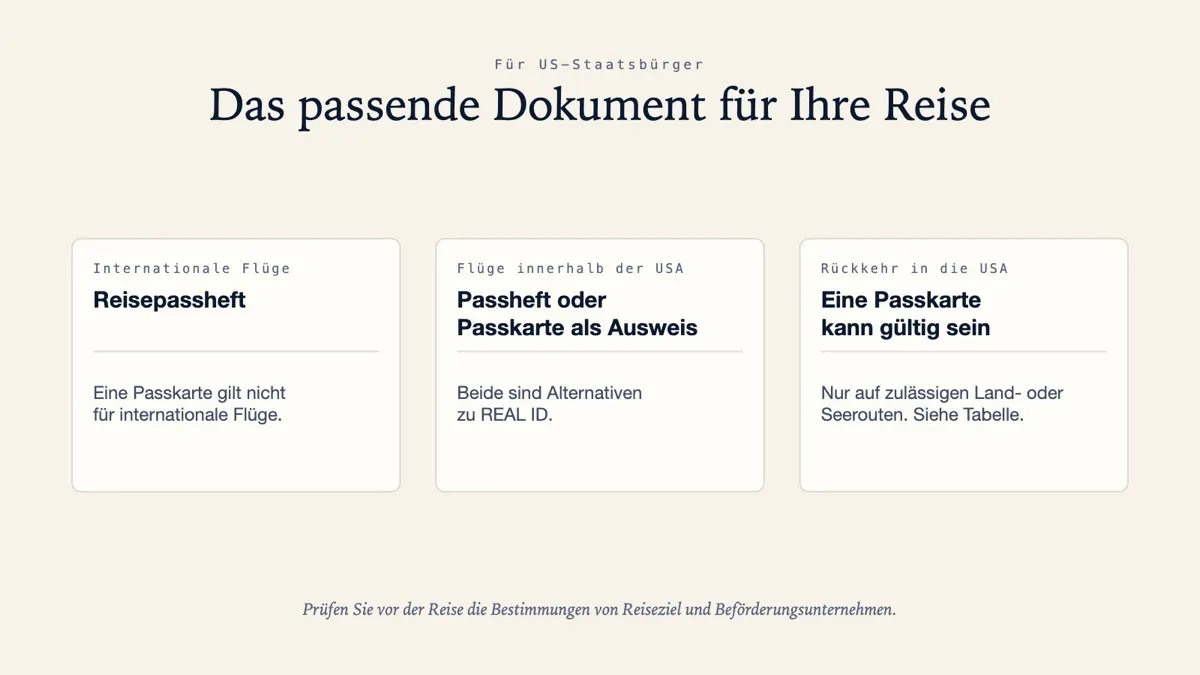 Für US-Staatsbürger
Das passende Dokument für Ihre Reise
Internationale Flüge
Reisepassheft
Eine Passkarte gilt nicht
für internationale Flüge.
Flüge innerhalb der USA
Passheft oder
Passkarte als Ausweis
Beide sind Alternativen
zu REAL ID.
Rückkehr in die USA
Eine Passkarte
kann gültig sein
Nur auf zulässigen Land- oder
Seerouten. Siehe Tabelle.
Prüfen Sie vor der Reise die Bestimmungen von Reiseziel und Beförderungsunternehmen.